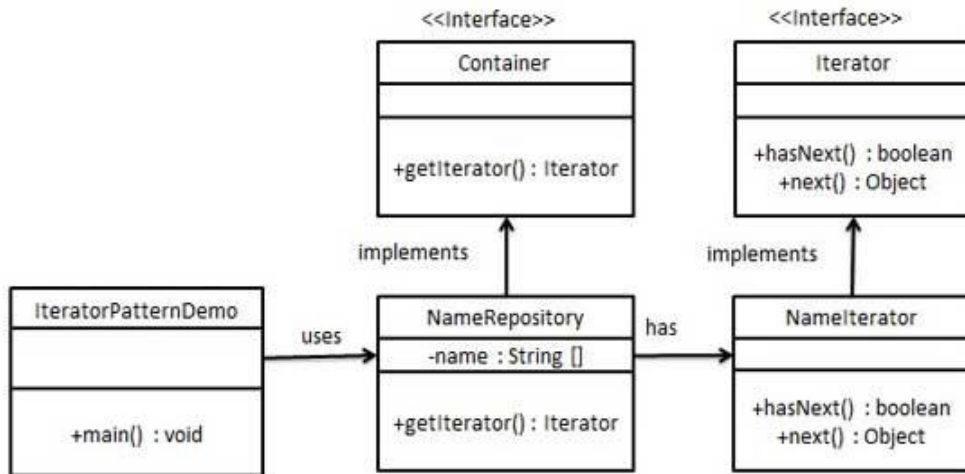 <<Interface>>
Container
+getIterator() : Iterator
<<Interface>>
Iterator
+hasNext() : boolean
+next() : Object
implements
implements
IteratorPatternDemo
+main() : void
uses
NameRepository
-name : String []
+getIterator() : Iterator
has
NameIterator
+hasNext() : boolean
+next() : Object